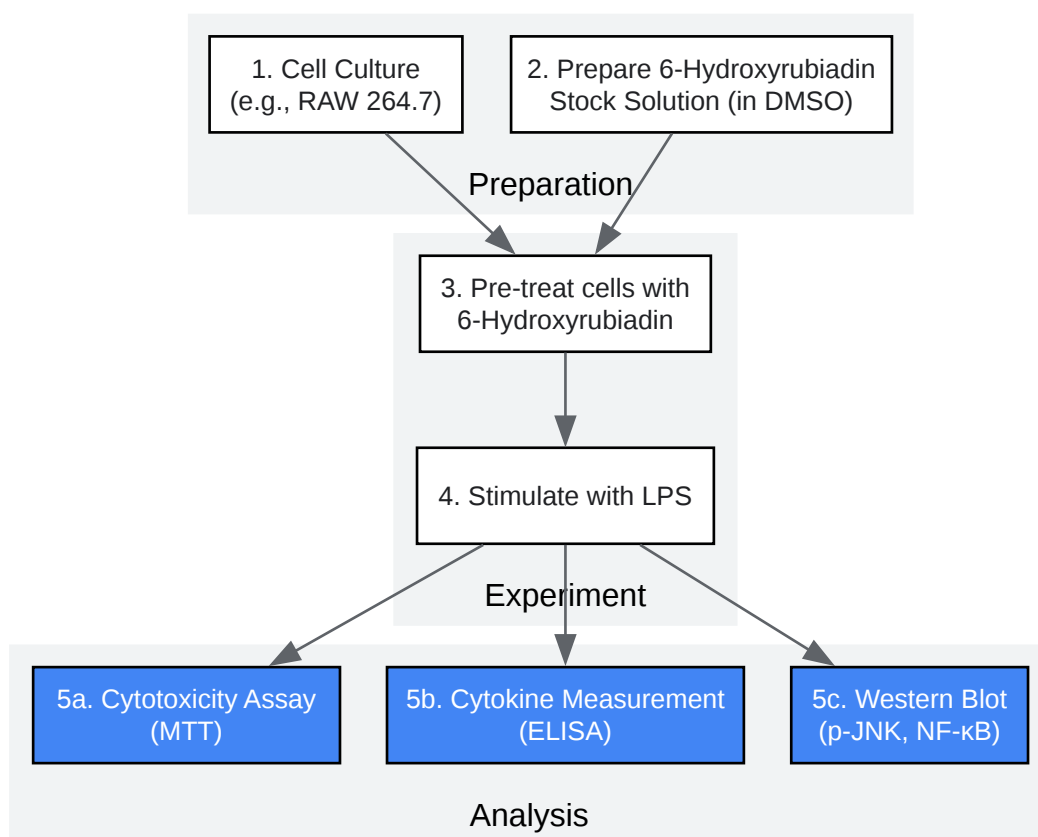 1. Cell Culture
(e.g., RAW 264.7)
2. Prepare 6-Hydroxyrubiadin
Stock Solution (in DMSO)
Preparation
3. Pre-treat cells with
6-Hydroxyrubiadin
4. Stimulate with LPS
Experiment
5a. Cytotoxicity Assay
(MTT)
5b. Cytokine Measurement
(ELISA)
5c. Western Blot
(p-JNK, NF-κB)
Analysis